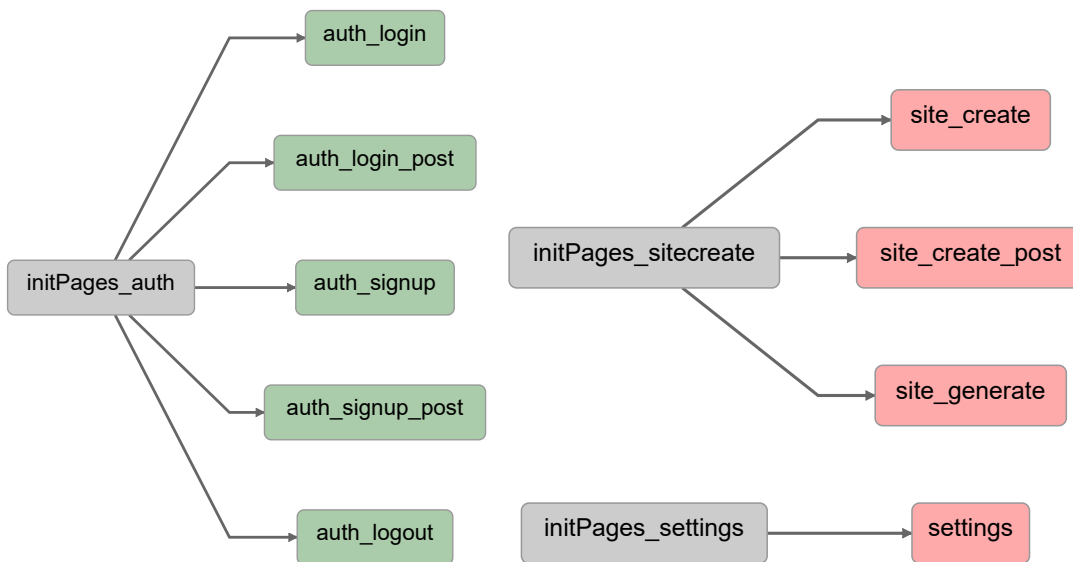 auth_login
auth_login_post
initPages_auth
auth_signup
auth_signup_post
auth_logout
site_create
initPages_sitecreate
site_create_post
site_generate
initPages_settings
settings